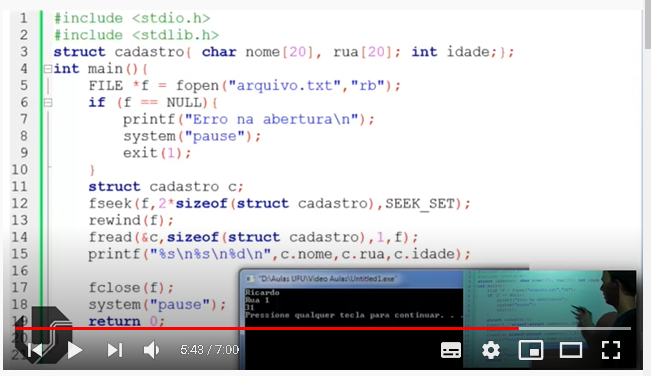 1 #include <stdio.h>
2 #include <stdlib.h>
3 struct cadastro{ char nome[20], rua[20]; int idade;};
4 int main(){
5 FILE *f = fopen("arquivo.txt","rb");
6 if (f == NULL){
7 printf("Erro na abertura\n");
8 system("pause");
9 exit(1);
10 }
11 struct cadastro c;
12 fseek(f,2*sizeof(struct cadastro),SEEK_SET);
13 rewind(f);
14 fread(&c,sizeof(struct cadastro),1,f);
15 printf("%s\n%s\n%d\n",c.nome,c.rua,c.idade);
16
17 fclose(f);
18 system("pause");
19 return 0;
"D:\Aulas UFU\Video Aulas\Untitled1.exe"
Ricardo
Rua 1
31
Pressione qualquer tecla para continuar. . .
5:43 / 7:00